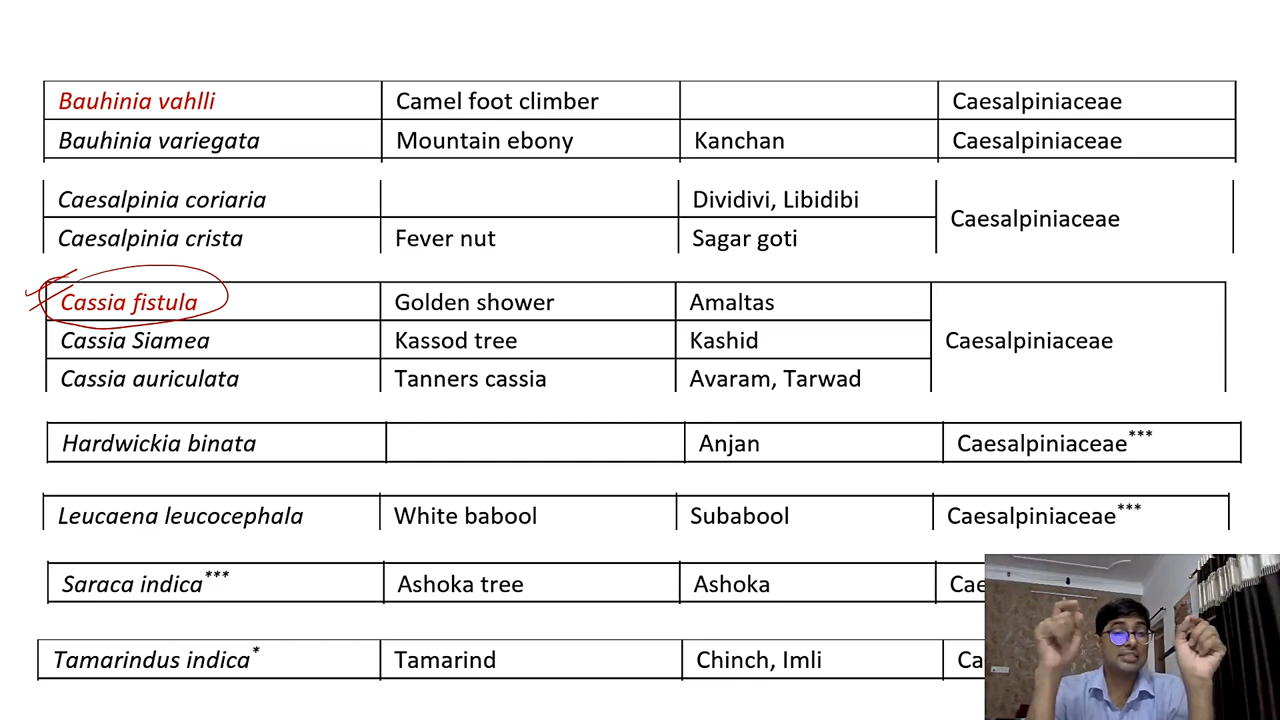 Bauhinia vahlli Camel foot climber Caesalpiniaceae
Bauhinia variegata Mountain ebony Kanchan Caesalpiniaceae
Caesalpinia coriaria Dividivi, Libidibi
Caesalpiniaceae
Caesalpinia crista Fever nut Sagar goti
Cassia fistula Golden shower Amaltas
Cassia Siamea Kassod tree Kashid Caesalpiniaceae
Cassia auriculata Tanners cassia Avaram, Tarwad
Hardwickia binata Anjan Caesalpiniaceae***
Leucaena leucocephala White babool Subabool Caesalpiniaceae***
Saraca indica*** Ashoka tree Ashoka Cae
Tamarindus indica* Tamarind Chinch, Imli Ca